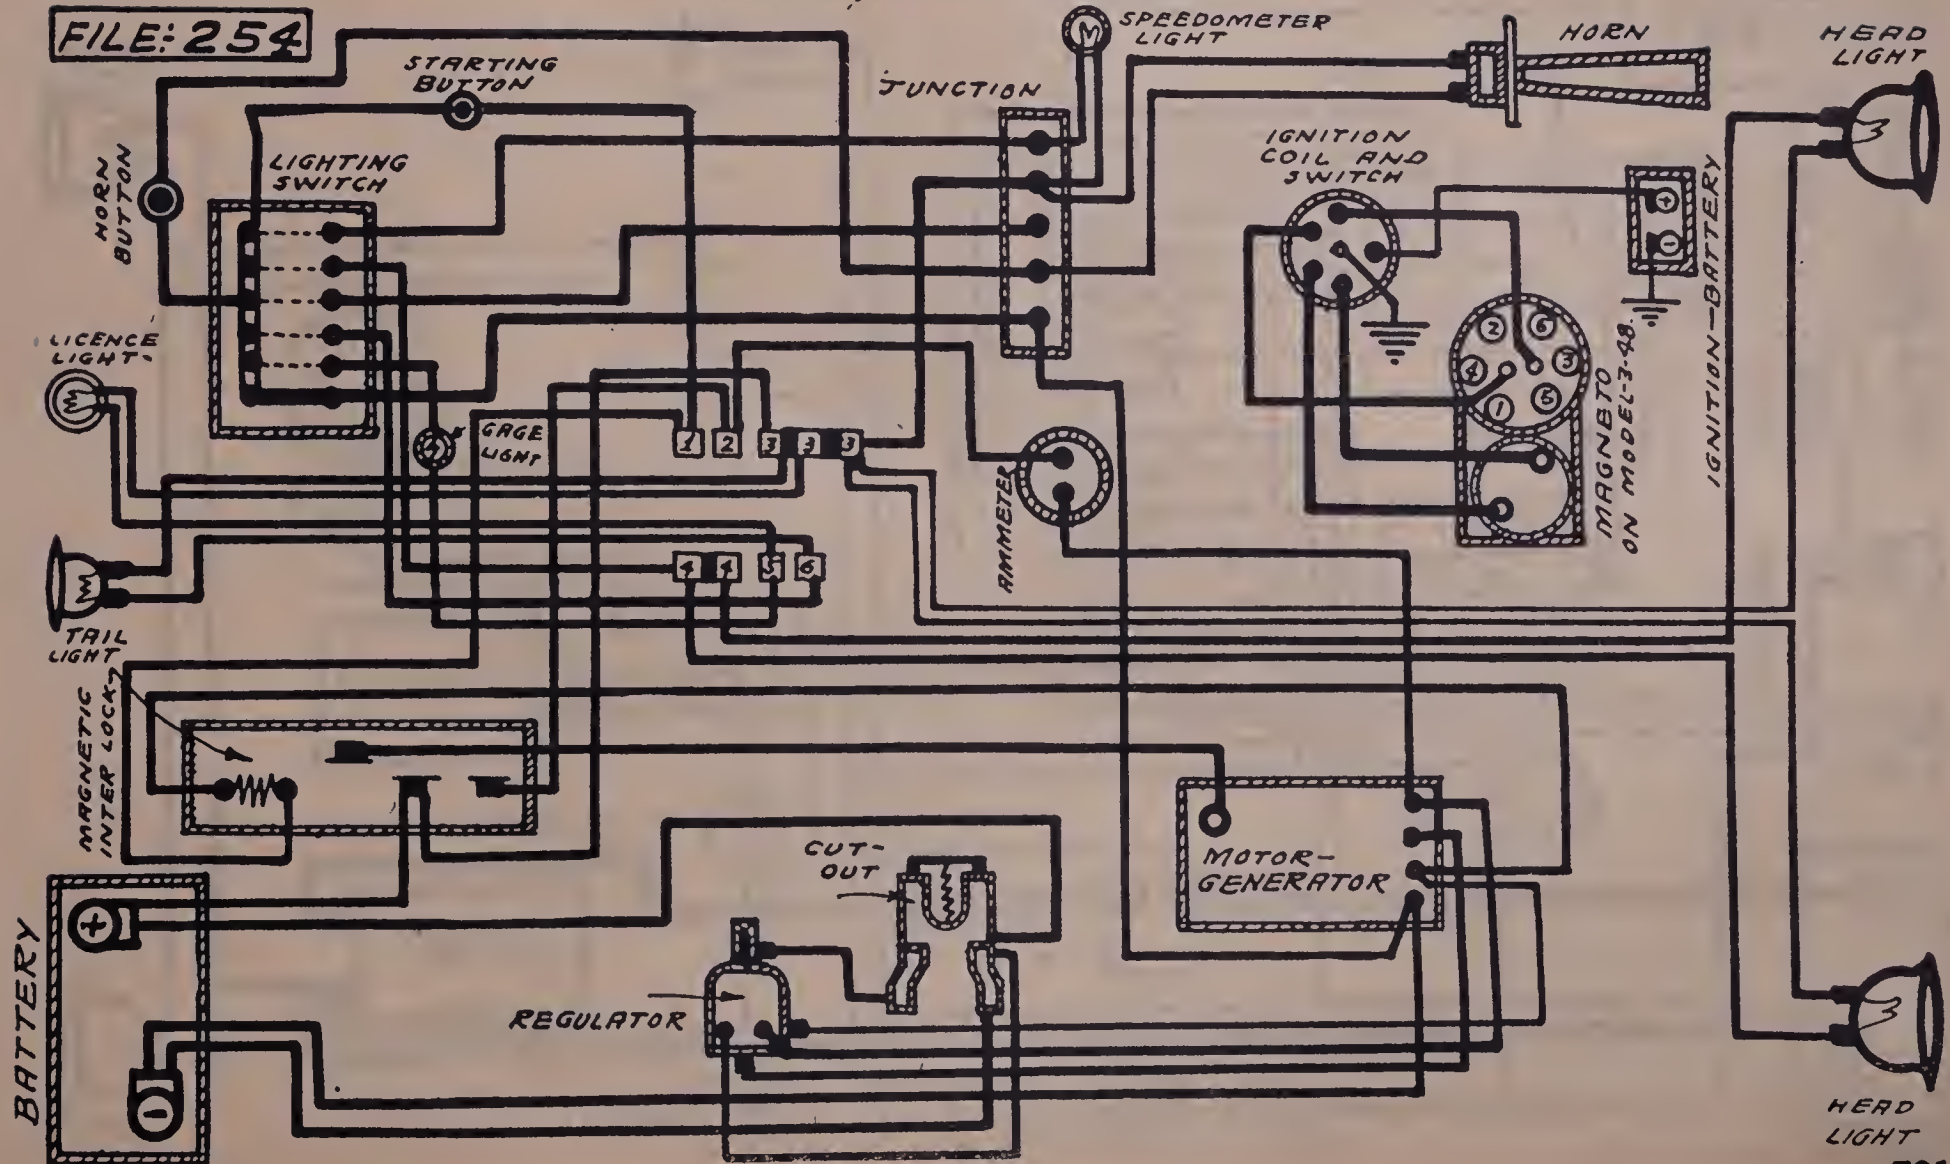 FILE: 254
STARTING
BUTTON
SPEEDOMETER
LIGHT
JUNCTION
HORN
HEAD
LIGHT
HORN
BUTTON
LIGHTING
SWITCH
IGNITION
COIL AND
SWITCH
+
-
IGNITION-BATTERY
LICENCE
LIGHT-
GAGE
LIGHT
1 2 3 3 3
2 6 3 5 1 4
MAGNETO
ON MODEL-3-48.
AMMETER
4 4 5 6
TAIL
LIGHT
MAGNETIC
INTER LOCK
CUT-
OUT
MOTOR-
GENERATOR
BATTERY
+
-
REGULATOR
HEAD
LIGHT